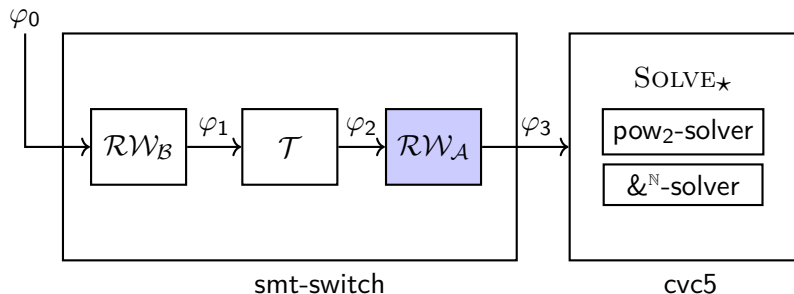 φ₀
SOLVE⋆
RW_B φ₁ T φ₂ RW_A φ₃
pow₂-solver
&ᴺ-solver
smt-switch
cvc5